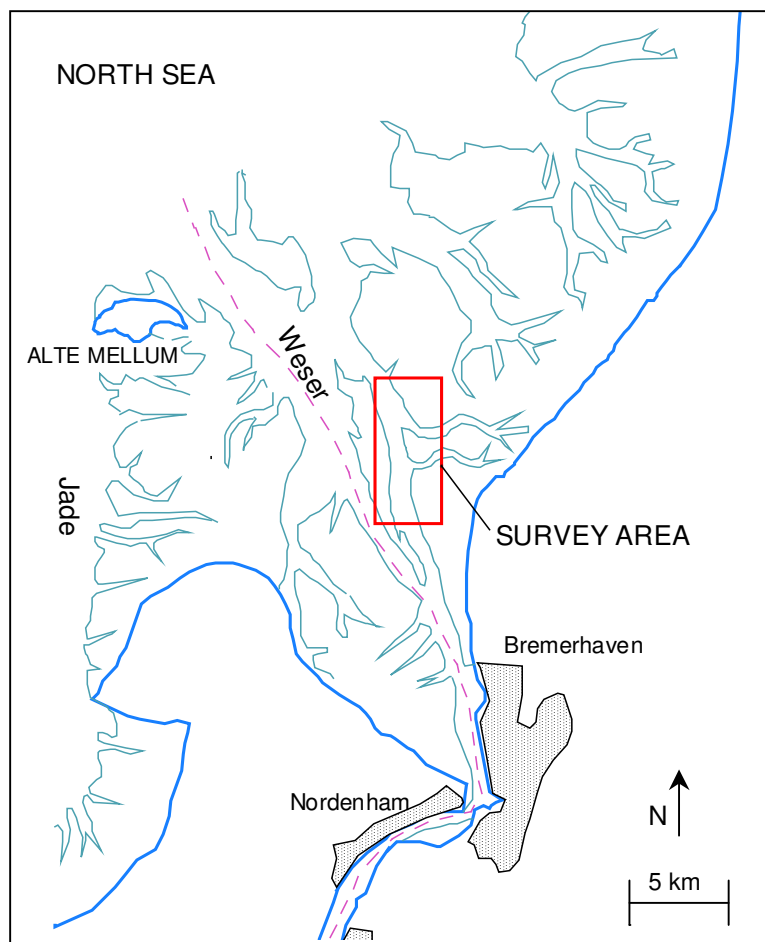 NORTH SEA
ALTE MELLUM
Weser
Jade
SURVEY AREA
Bremerhaven
Nordenham
N
5 km